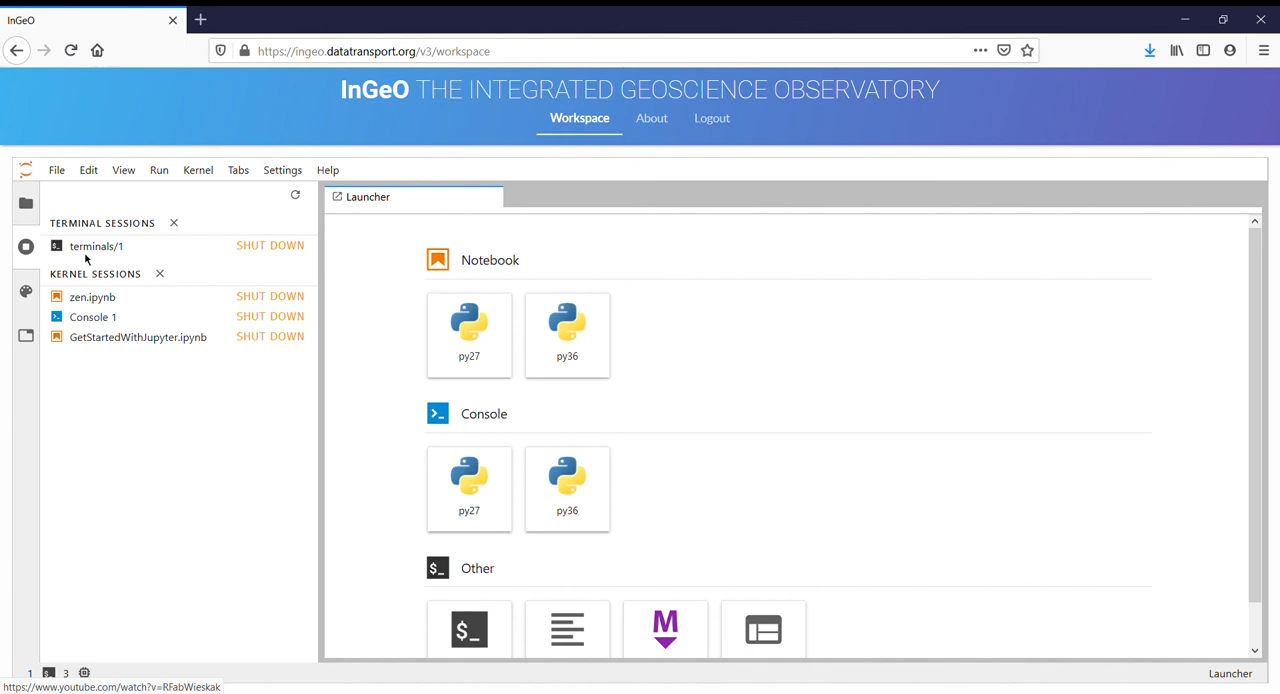 InGeO
https://ingeo.datatransport.org/v3/workspace
InGeO THE INTEGRATED GEOSCIENCE OBSERVATORY
Workspace About Logout
File Edit View Run Kernel Tabs Settings Help
Launcher
TERMINAL SESSIONS
terminals/1 SHUT DOWN
KERNEL SESSIONS
zen.ipynb SHUT DOWN
Console 1 SHUT DOWN
GetStartedWithJupyter.ipynb SHUT DOWN
Notebook
py27 py36
Console
py27 py36
$_ Other
$_ M
1 $_ 3 Launcher
https://www.youtube.com/watch?v=RFabWieskak